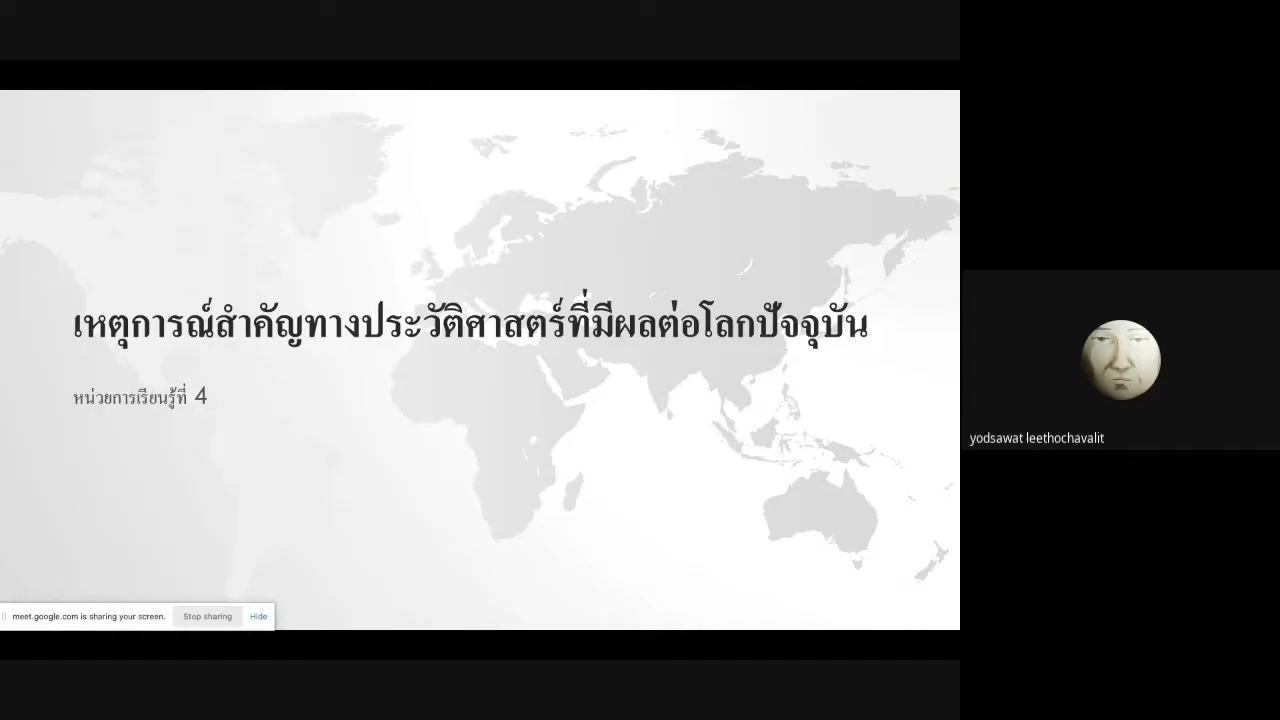 เหตุการณ์สำคัญทางประวัติศาสตร์ที่มีผลต่อโลกปัจจุบัน
หน่วยการเรียนรู้ที่ 4
yodsawat leethochavalit
meet.google.com is sharing your screen. Stop sharing Hide